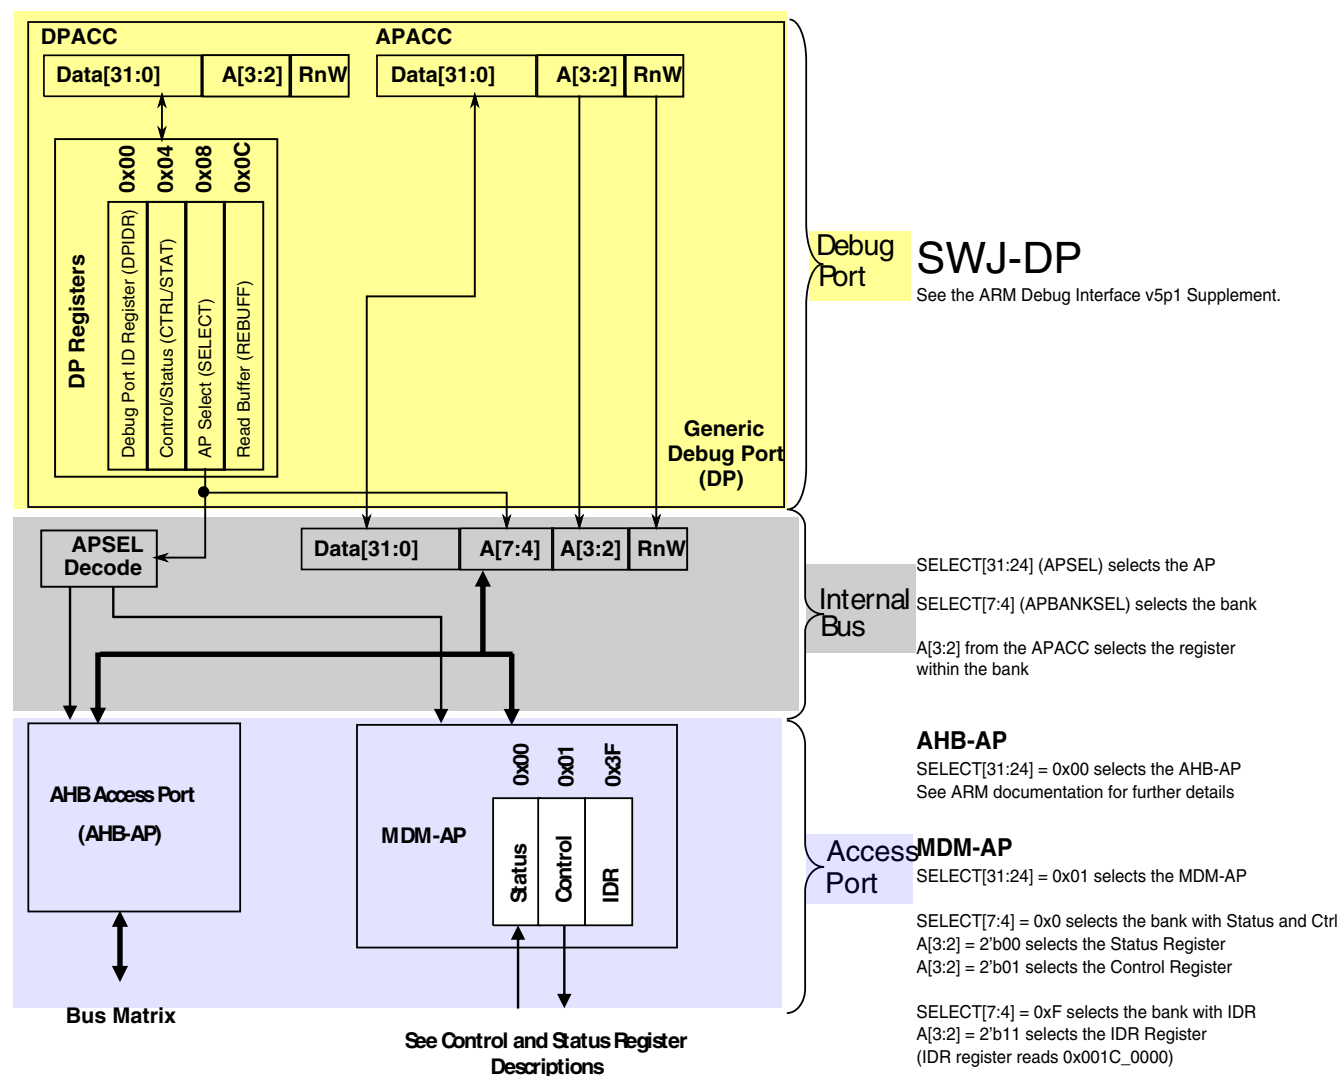 DPACC
APACC
Data[31:0] A[3:2] RnW
Data[31:0] A[3:2] RnW
0x00
0x04
0x08
0x0C
DP Registers
Debug Port ID Register (DPIDR)
Control/Status (CTRL/STAT)
AP Select (SELECT)
Read Buffer (REBUFF)
Generic
Debug Port
(DP)
Debug
Port
SWJ-DP
See the ARM Debug Interface v5p1 Supplement.
APSEL
Decode
Data[31:0] A[7:4] A[3:2] RnW
Internal
Bus
SELECT[31:24] (APSEL) selects the AP
SELECT[7:4] (APBANKSEL) selects the bank
A[3:2] from the APACC selects the register
within the bank
AHB Access Port
(AHB-AP)
Bus Matrix
MDM-AP
0x00
0x01
0x3F
Status
Control
IDR
See Control and Status Register
Descriptions
Access
Port
AHB-AP
SELECT[31:24] = 0x00 selects the AHB-AP
See ARM documentation for further details
MDM-AP
SELECT[31:24] = 0x01 selects the MDM-AP
SELECT[7:4] = 0x0 selects the bank with Status and Ctrl
A[3:2] = 2'b00 selects the Status Register
A[3:2] = 2'b01 selects the Control Register
SELECT[7:4] = 0xF selects the bank with IDR
A[3:2] = 2'b11 selects the IDR Register
(IDR register reads 0x001C_0000)